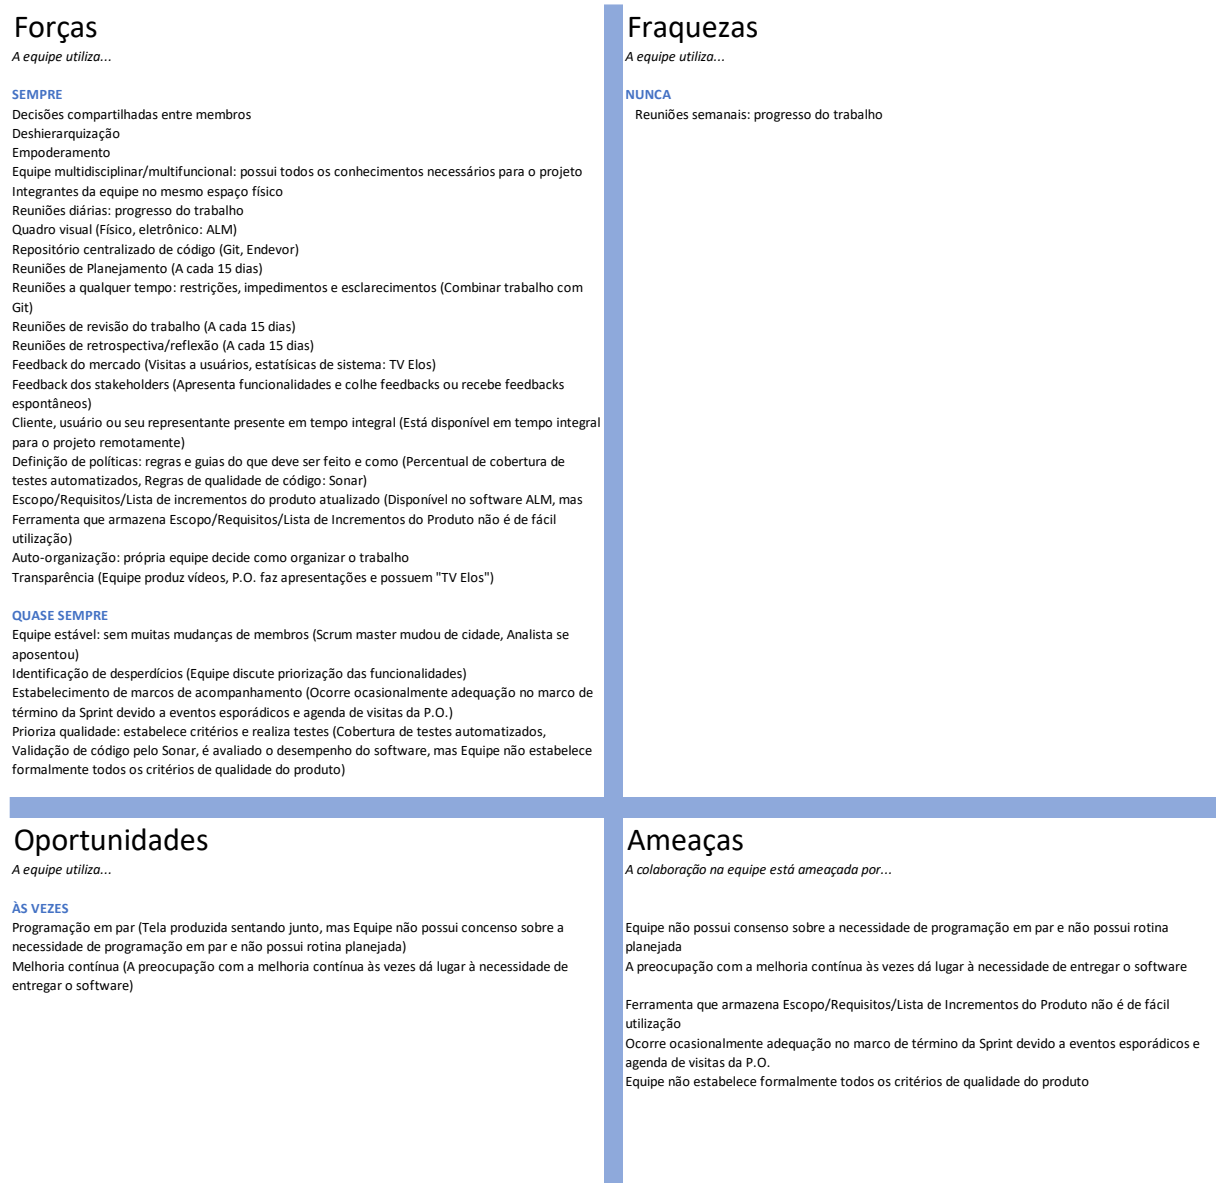 Forças
A equipe utiliza...
SEMPRE
Decisões compartilhadas entre membros
Deshierarquização
Empoderamento
Equipe multidisciplinar/multifuncional: possui todos os conhecimentos necessários para o projeto
Integrantes da equipe no mesmo espaço físico
Reuniões diárias: progresso do trabalho
Quadro visual (Físico, eletrônico: ALM)
Repositório centralizado de código (Git, Endevor)
Reuniões de Planejamento (A cada 15 dias)
Reuniões a qualquer tempo: restrições, impedimentos e esclarecimentos (Combinar trabalho com
Git)
Reuniões de revisão do trabalho (A cada 15 dias)
Reuniões de retrospectiva/reflexão (A cada 15 dias)
Feedback do mercado (Visitas a usuários, estatísicas de sistema: TV Elos)
Feedback dos stakeholders (Apresenta funcionalidades e colhe feedbacks ou recebe feedbacks
espontâneos)
Cliente, usuário ou seu representante presente em tempo integral (Está disponível em tempo integral
para o projeto remotamente)
Definição de políticas: regras e guias do que deve ser feito e como (Percentual de cobertura de
testes automatizados, Regras de qualidade de código: Sonar)
Escopo/Requisitos/Lista de incrementos do produto atualizado (Disponível no software ALM, mas
Ferramenta que armazena Escopo/Requisitos/Lista de Incrementos do Produto não é de fácil
utilização)
Auto-organização: própria equipe decide como organizar o trabalho
Transparência (Equipe produz vídeos, P.O. faz apresentações e possuem "TV Elos")
QUASE SEMPRE
Equipe estável: sem muitas mudanças de membros (Scrum master mudou de cidade, Analista se
aposentou)
Identificação de desperdícios (Equipe discute priorização das funcionalidades)
Estabelecimento de marcos de acompanhamento (Ocorre ocasionalmente adequação no marco de
término da Sprint devido a eventos esporádicos e agenda de visitas da P.O.)
Prioriza qualidade: estabelece critérios e realiza testes (Cobertura de testes automatizados,
Validação de código pelo Sonar, é avaliado o desempenho do software, mas Equipe não estabelece
formalmente todos os critérios de qualidade do produto)
Fraquezas
A equipe utiliza...
NUNCA
Reuniões semanais: progresso do trabalho
Oportunidades
A equipe utiliza...
ÀS VEZES
Programação em par (Tela produzida sentando junto, mas Equipe não possui concenso sobre a
necessidade de programação em par e não possui rotina planejada)
Melhoria contínua (A preocupação com a melhoria contínua às vezes dá lugar à necessidade de
entregar o software)
Ameaças
A colaboração na equipe está ameaçada por...
Equipe não possui consenso sobre a necessidade de programação em par e não possui rotina
planejada
A preocupação com a melhoria contínua às vezes dá lugar à necessidade de entregar o software
Ferramenta que armazena Escopo/Requisitos/Lista de Incrementos do Produto não é de fácil
utilização
Ocorre ocasionalmente adequação no marco de término da Sprint devido a eventos esporádicos e
agenda de visitas da P.O.
Equipe não estabelece formalmente todos os critérios de qualidade do produto